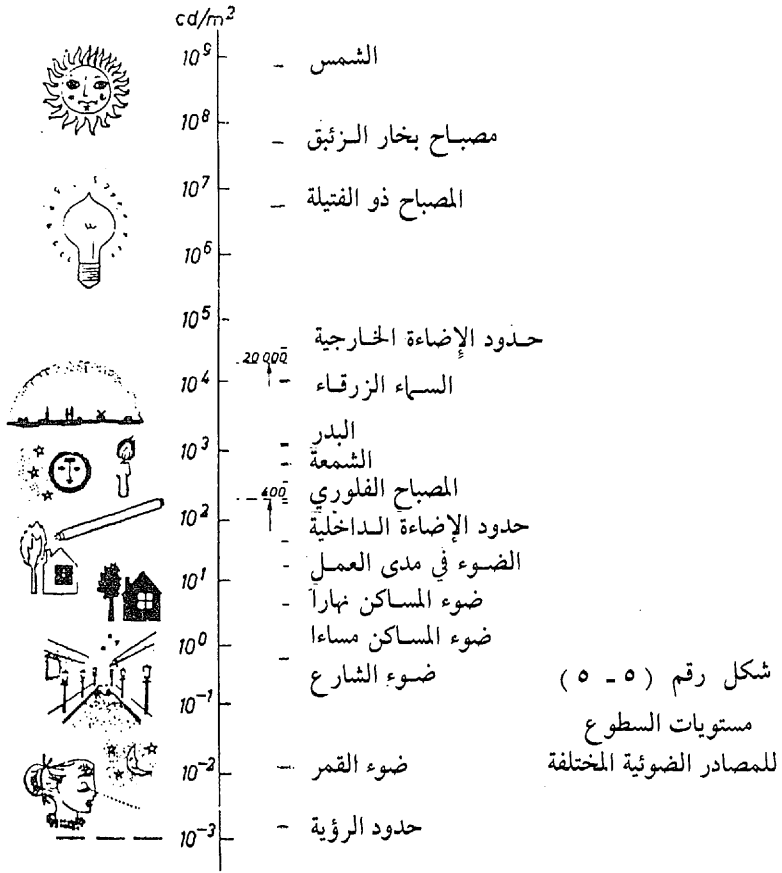 cd/m²
10⁹
الشمس
10⁸
مصباح بخار الزئبق
10⁷
المصباح ذو الفتيلة
10⁶
10⁵
حدود الإضاءة الخارجية
20 000
10⁴
السماء الزرقاء
البدر
10³
الشمعة
المصباح الفلوري
400
10²
حدود الإضاءة الداخلية
الضوء في مدى العمل
10¹
ضوء المساكن نهارا
ضوء المساكن مساءا
10⁰
ضوء الشارع
10⁻¹
ضوء القمر
10⁻²
حدود الرؤية
10⁻³
شكل رقم (٥ - ٥)
مستويات السطوع
للمصادر الضوئية المختلفة